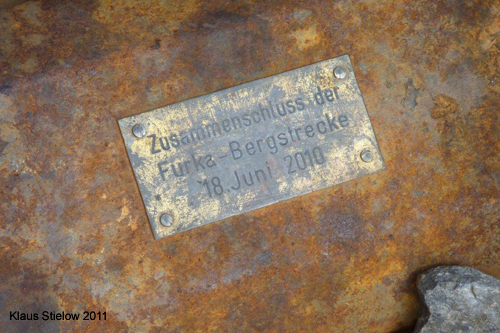 Zusammenschluss der
Furka-Bergstrecke
18. Juni 2010
Klaus Stielow 2011